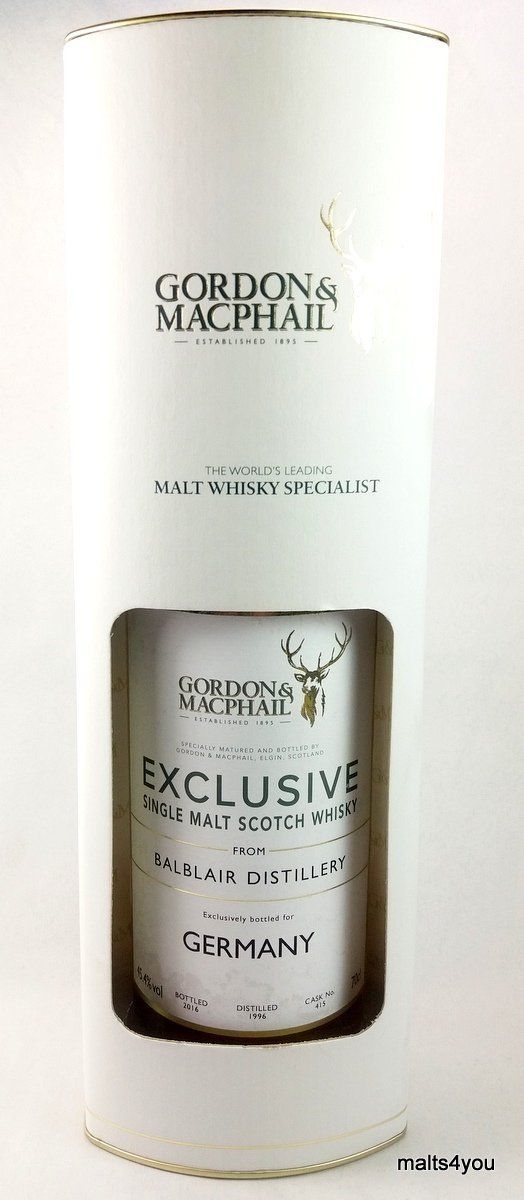 GORDON&
MACPHAIL
ESTABLISHED 1895
THE WORLD'S LEADING
MALT WHISKY SPECIALIST
GORDON&
MACPHAIL
ESTABLISHED 1895
SPECIALLY MATURED AND BOTTLED BY
GORDON & MACPHAIL, ELGIN, SCOTLAND
EXCLUSIVE
SINGLE MALT SCOTCH WHISKY
FROM
BALBLAIR DISTILLERY
Exclusively bottled for
GERMANY
45.4%vol
BOTTLED
2016
DISTILLED
1996
CASK No.
415
70cl
malts4you